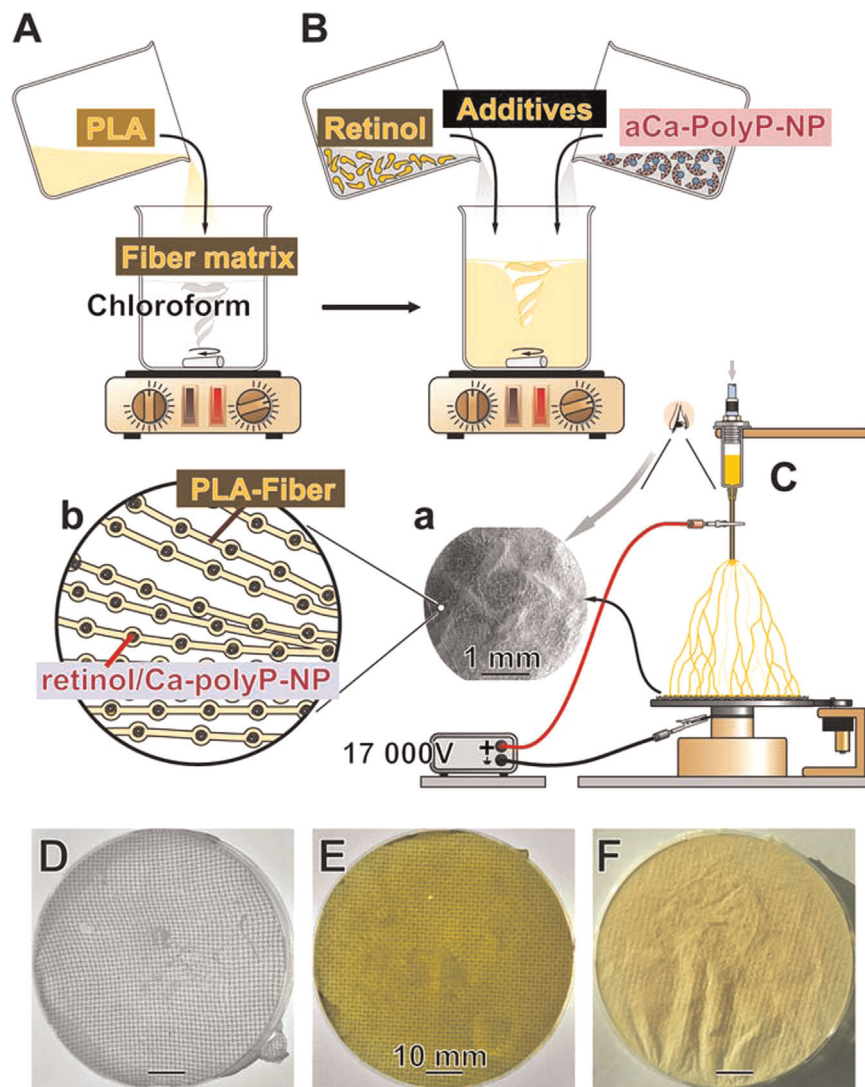 A
B
PLA
Retinol
Additives
aCa-PolyP-NP
Fiber matrix
Chloroform
C
PLA-Fiber
b
a
retinol/Ca-polyP-NP
1 mm
17 000V
+
D
E
F
10 mm